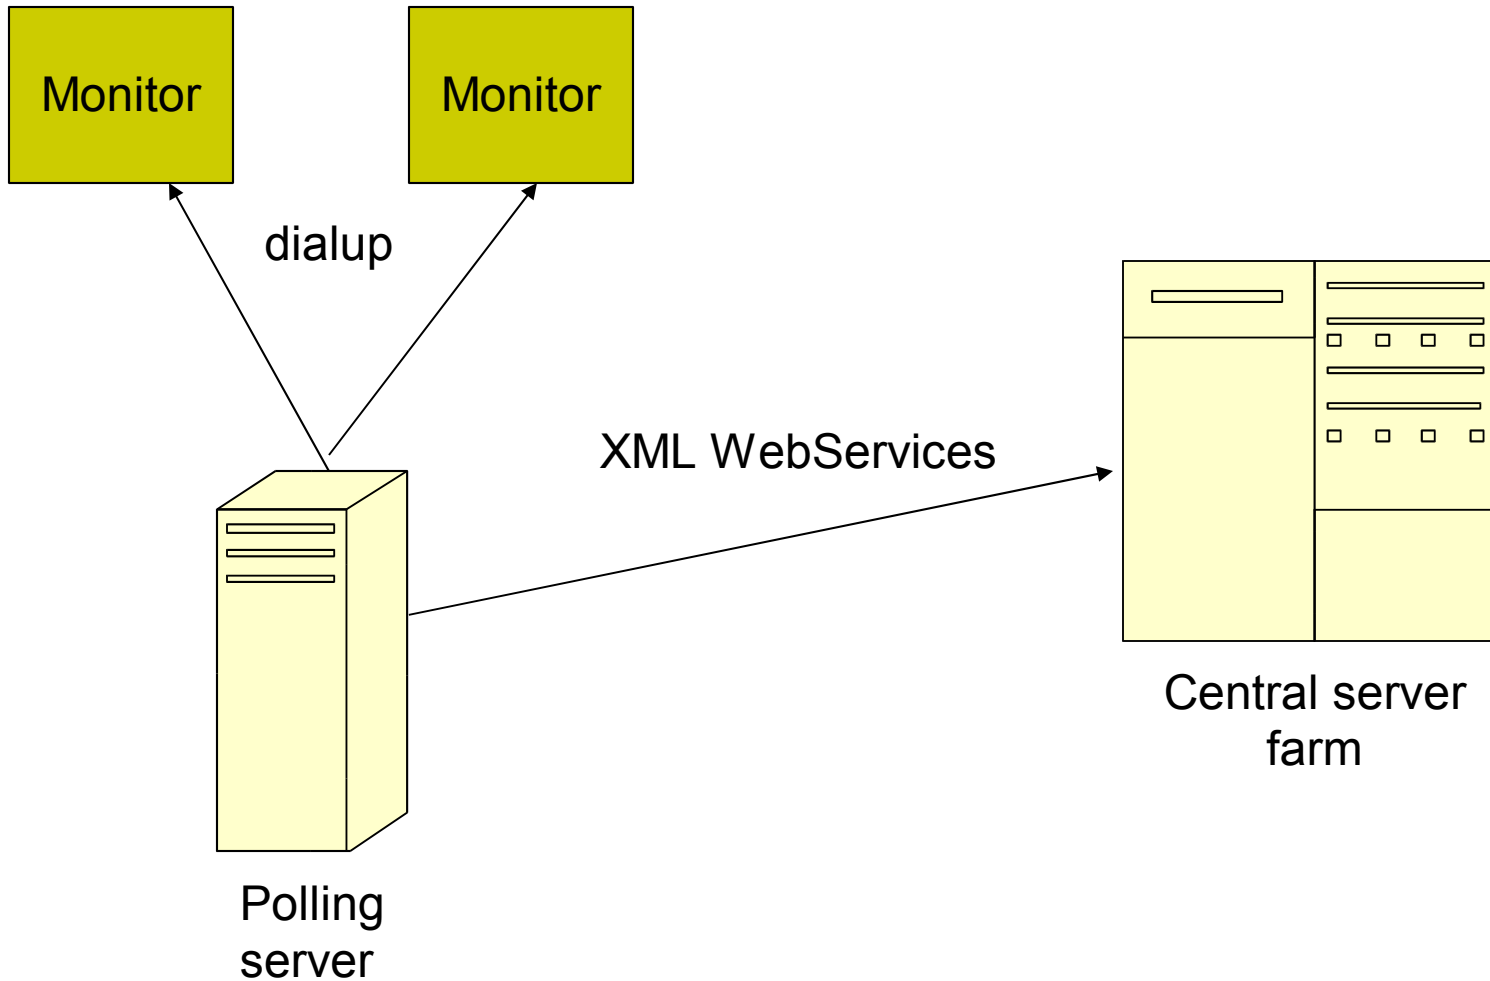 Monitor
Monitor
dialup
XML WebServices
Central server
farm
Polling
server